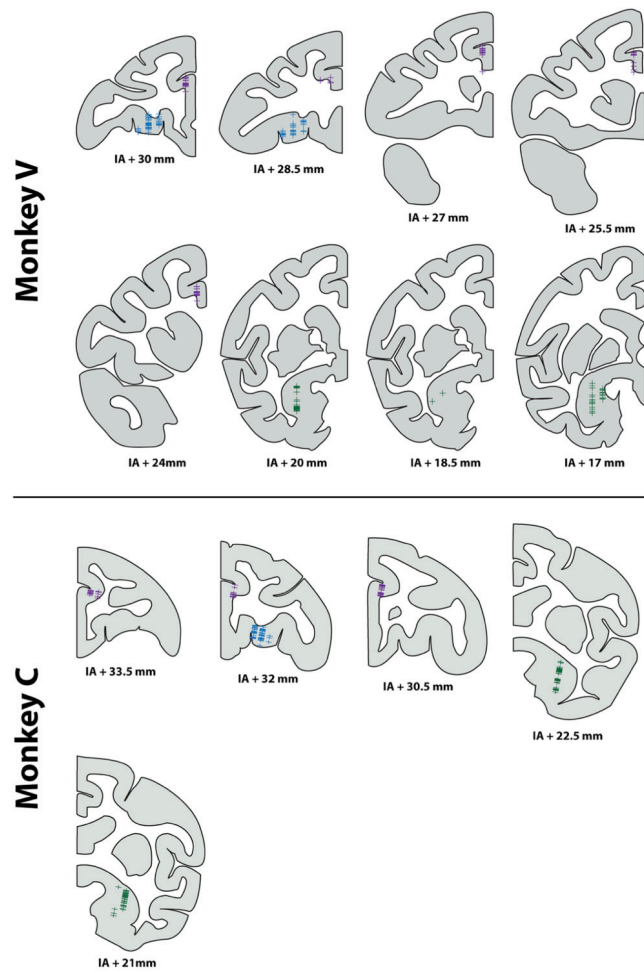 Monkey V
IA + 30 mm
IA + 28.5 mm
IA + 27 mm
IA + 25.5 mm
IA + 24mm
IA + 20 mm
IA + 18.5 mm
IA + 17 mm
Monkey C
IA + 33.5 mm
IA + 32 mm
IA + 30.5 mm
IA + 22.5 mm
IA + 21mm